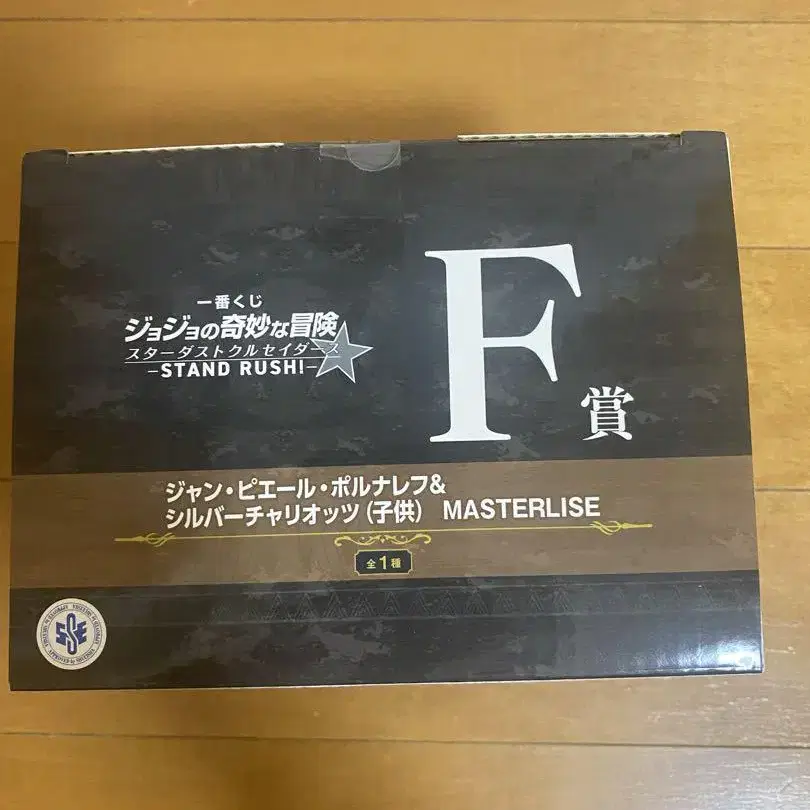 一番くじ
ジョジョの奇妙な冒険
スターダストクルセイダース
-STAND RUSH!-
F賞
ジャン・ピエール・ポルナレフ&
シルバーチャリオッツ(子供) MASTERLISE
全1種